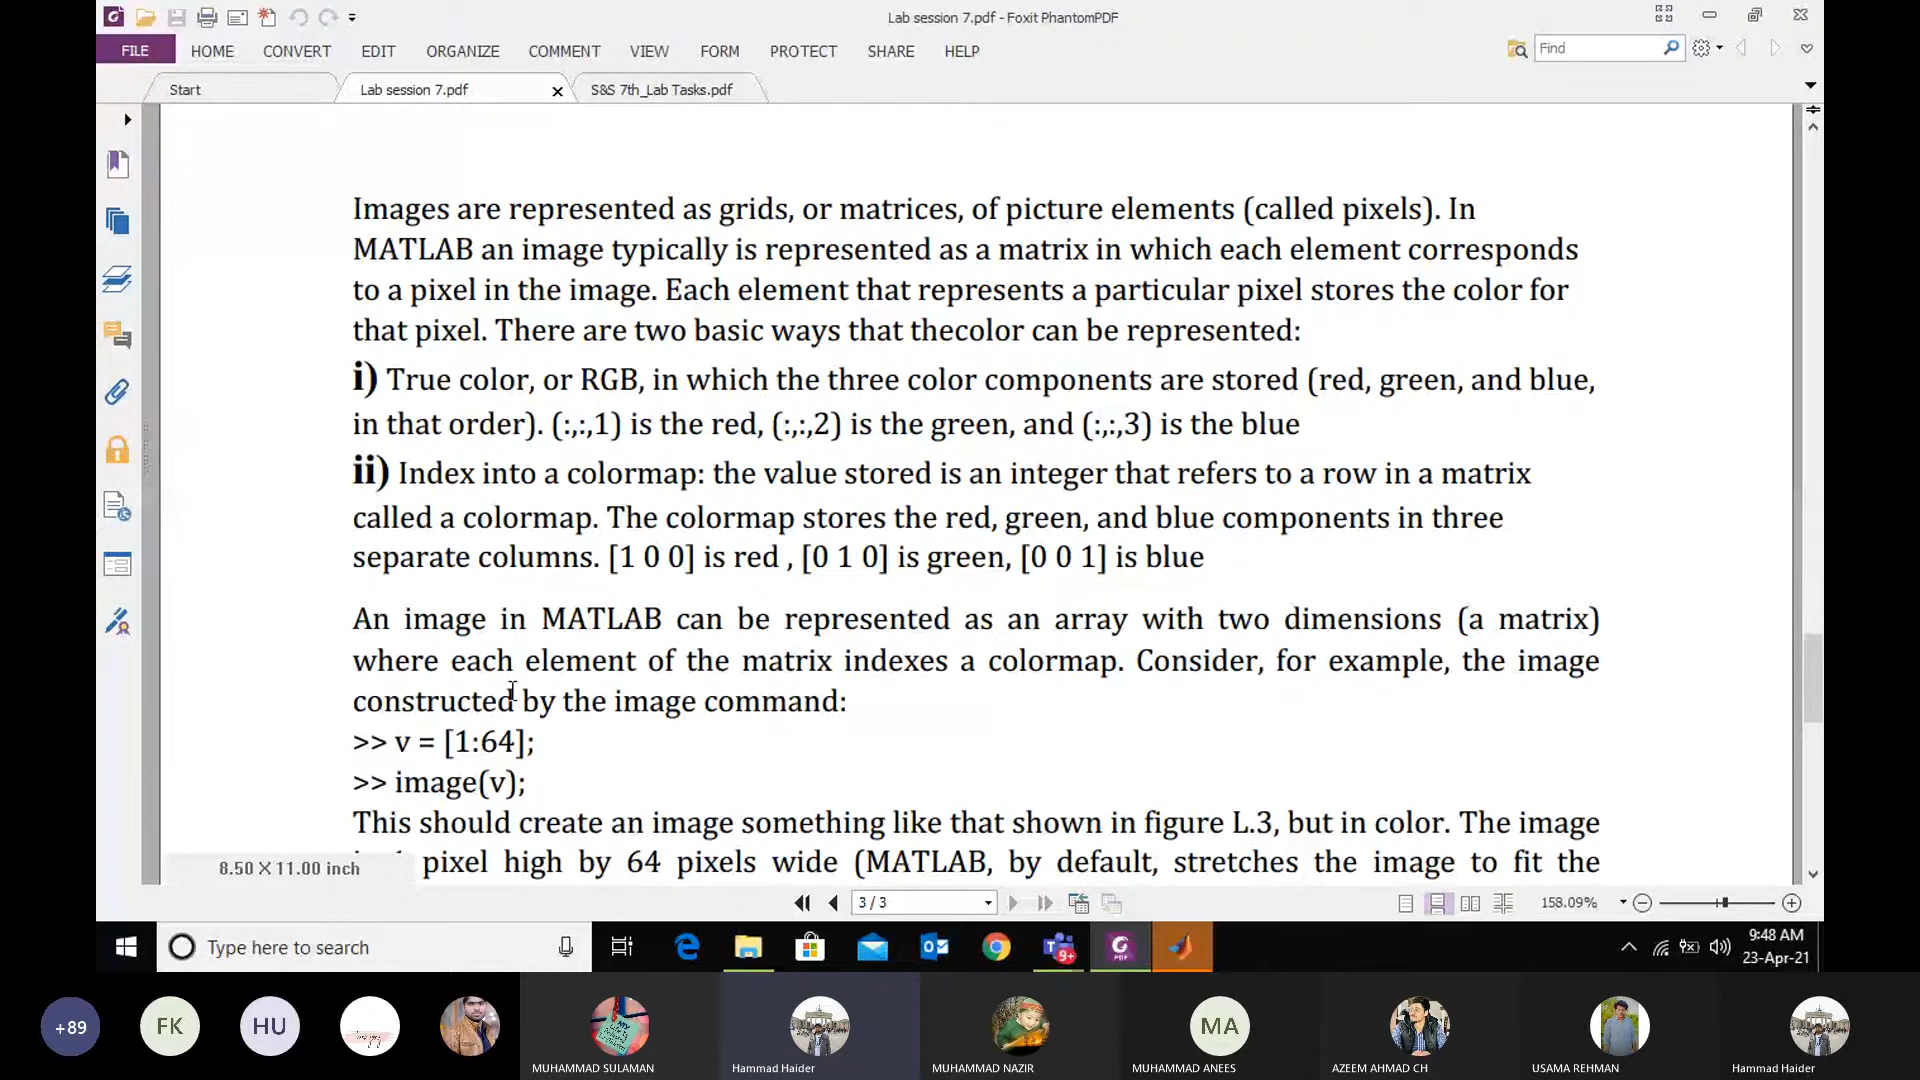 Lab session 7.pdf - Foxit PhantomPDF
FILE HOME CONVERT EDIT ORGANIZE COMMENT VIEW FORM PROTECT SHARE HELP Find
Start Lab session 7.pdf S&S 7th_Lab Tasks.pdf
Images are represented as grids, or matrices, of picture elements (called pixels). In
MATLAB an image typically is represented as a matrix in which each element corresponds
to a pixel in the image. Each element that represents a particular pixel stores the color for
that pixel. There are two basic ways that thecolor can be represented:
i) True color, or RGB, in which the three color components are stored (red, green, and blue,
in that order). (:,:,1) is the red, (:,:,2) is the green, and (:,:,3) is the blue
ii) Index into a colormap: the value stored is an integer that refers to a row in a matrix
called a colormap. The colormap stores the red, green, and blue components in three
separate columns. [1 0 0] is red , [0 1 0] is green, [0 0 1] is blue
An image in MATLAB can be represented as an array with two dimensions (a matrix)
where each element of the matrix indexes a colormap. Consider, for example, the image
constructed by the image command:
>> v = [1:64];
>> image(v);
This should create an image something like that shown in figure L.3, but in color. The image
pixel high by 64 pixels wide (MATLAB, by default, stretches the image to fit the
8.50 X 11.00 inch
3 / 3 158.09%
Type here to search 9+ PDF 9:48 AM
23-Apr-21
+89 FK HU MA
MUHAMMAD SULAMAN Hammad Haider MUHAMMAD NAZIR MUHAMMAD ANEES AZEEM AHMAD CH USAMA REHMAN Hammad Haider